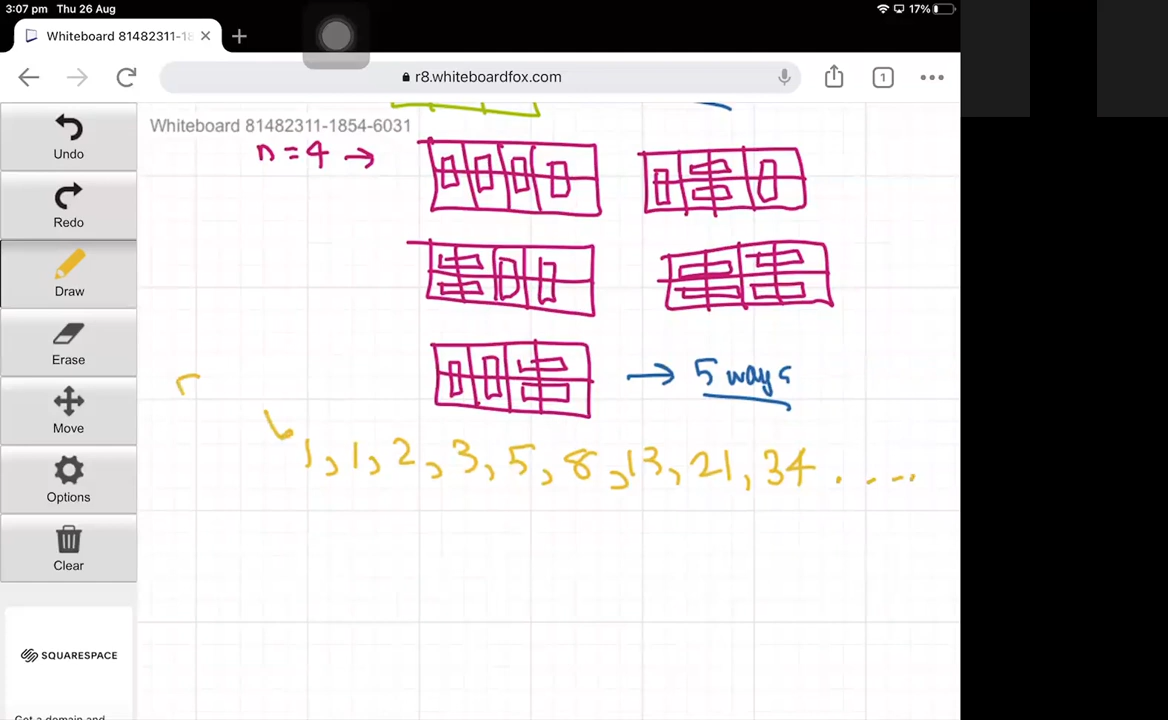 3:07 pm Thu 26 Aug
17%
Whiteboard 81482311-18
r8.whiteboardfox.com
1
Whiteboard 81482311-1854-6031
Undo
n = 4 →
Redo
Draw
Erase
→ 5 ways
Move
1, 1, 2, 3, 5, 8, 13, 21, 34 .....
Options
Clear
SQUARESPACE
Get a domain and